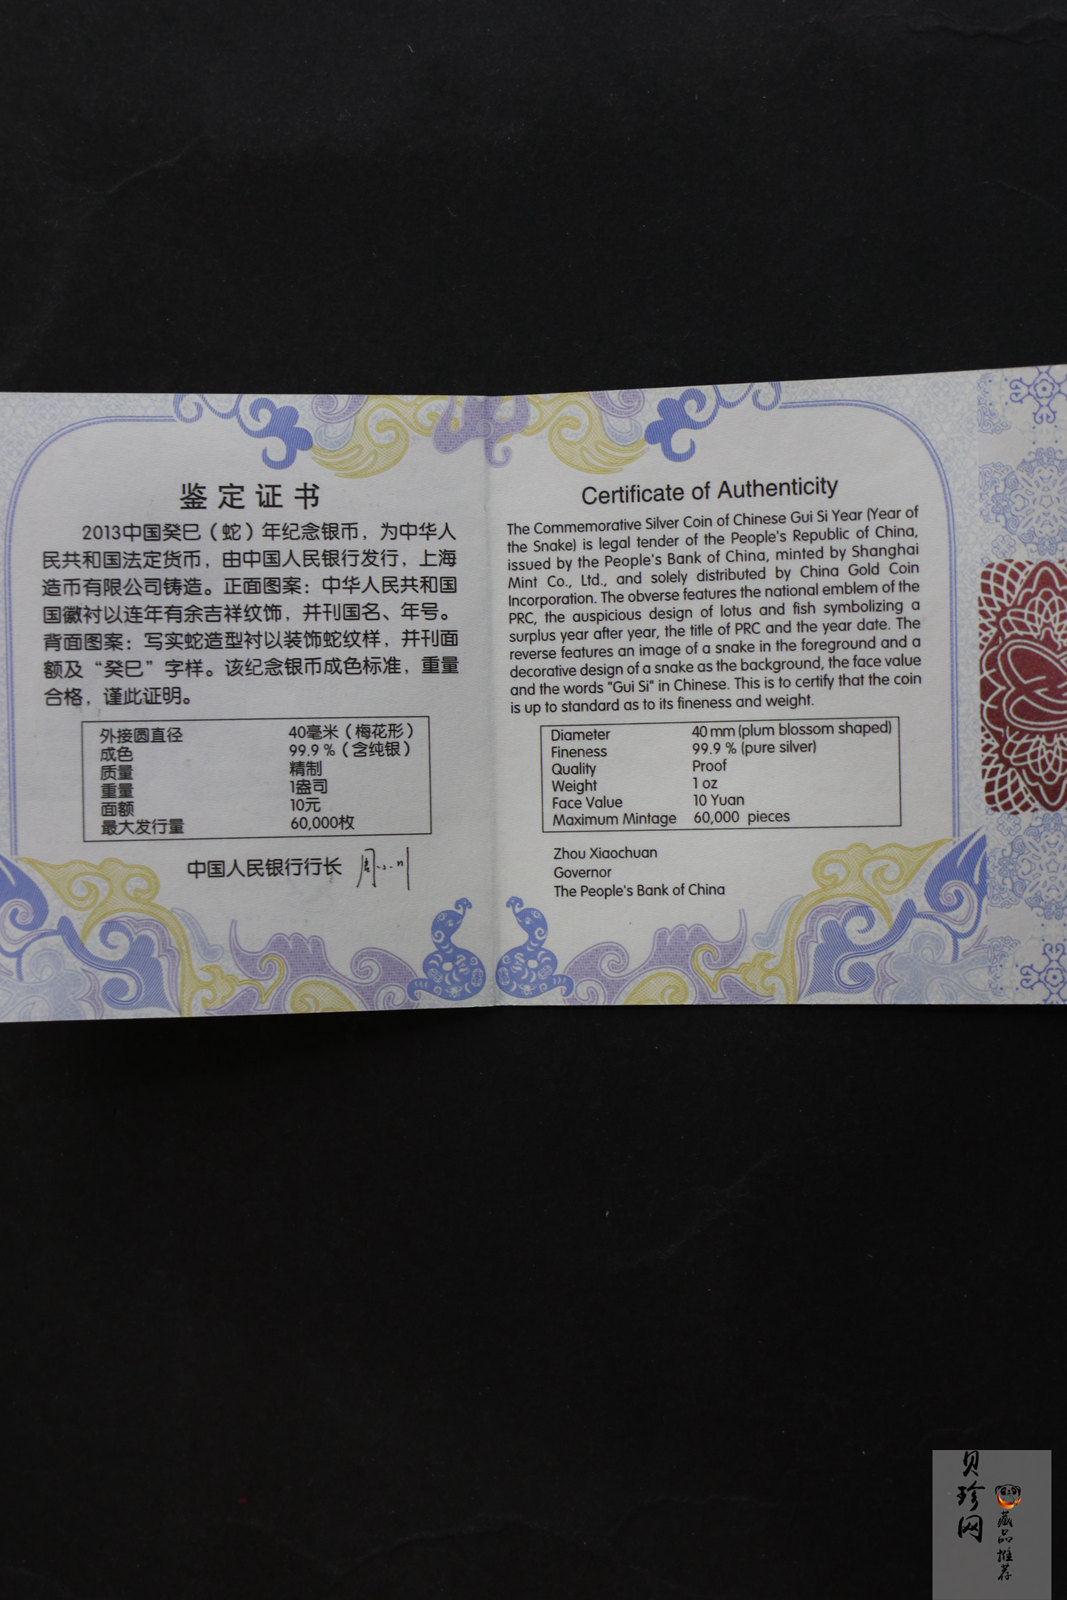 鉴定证书
2013中国癸巳（蛇）年纪念银币，为中华人
民共和国法定货币，由中国人民银行发行，上海
造币有限公司铸造。正面图案：中华人民共和国
国徽衬以连年有余吉祥纹饰，并刊国名、年号。
背面图案：写实蛇造型衬以装饰蛇纹样，并刊面
额及“癸巳”字样。该纪念银币成色标准，重量
合格，谨此证明。
外接圆直径 40毫米（梅花形）
成色 99.9 %（含纯银）
质量 精制
重量 1盎司
面额 10元
最大发行量 60,000枚
中国人民银行行长 周小川
Certificate of Authenticity
The Commemorative Silver Coin of Chinese Gui Si Year (Year of
the Snake) is legal tender of the People's Republic of China,
issued by the People's Bank of China, minted by Shanghai
Mint Co., Ltd., and solely distributed by China Gold Coin
Incorporation. The obverse features the national emblem of the
PRC, the auspicious design of lotus and fish symbolizing a
surplus year after year, the title of PRC and the year date. The
reverse features an image of a snake in the foreground and a
decorative design of a snake as the background, the face value
and the words "Gui Si" in Chinese. This is to certify that the coin
is up to standard as to its fineness and weight.
Diameter 40 mm (plum blossom shaped)
Fineness 99.9 % (pure silver)
Quality Proof
Weight 1 oz
Face Value 10 Yuan
Maximum Mintage 60,000 pieces
Zhou Xiaochuan
Governor
The People's Bank of China
贝珍网
藏品推荐